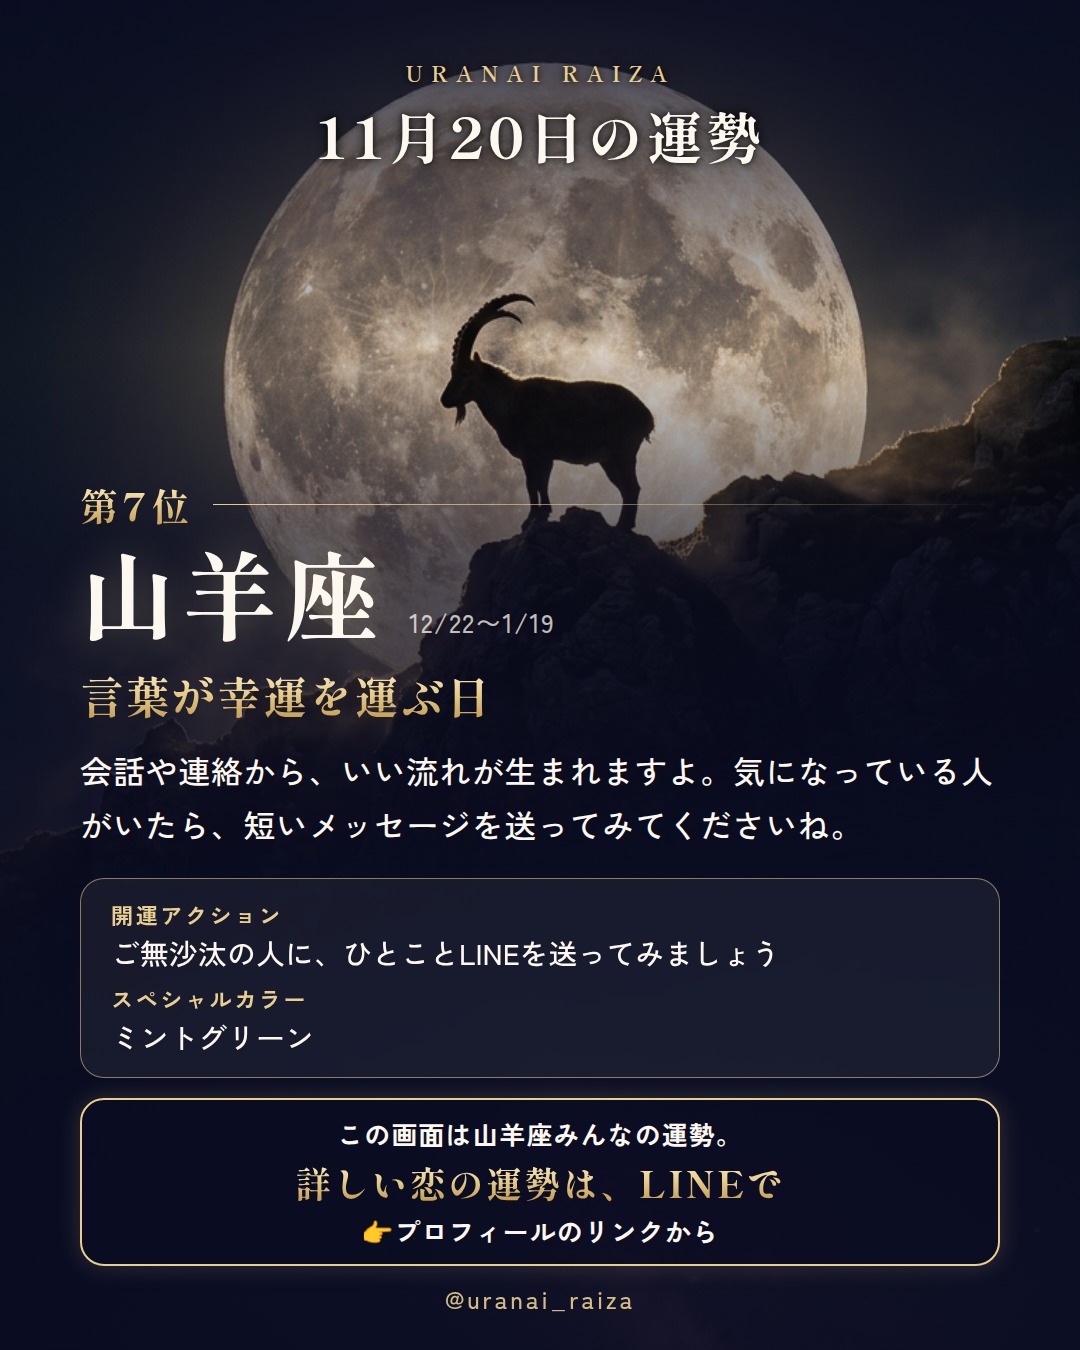 URANAI RAIZA
11月20日の運勢
第7位
山羊座 12/22〜1/19
言葉が幸運を運ぶ日
会話や連絡から、いい流れが生まれますよ。気になっている人
がいたら、短いメッセージを送ってみてくださいね。
開運アクション
ご無沙汰の人に、ひとことLINEを送ってみましょう
スペシャルカラー
ミントグリーン
この画面は山羊座みんなの運勢。
詳しい恋の運勢は、LINEで
👉プロフィールのリンクから
@uranai_raiza